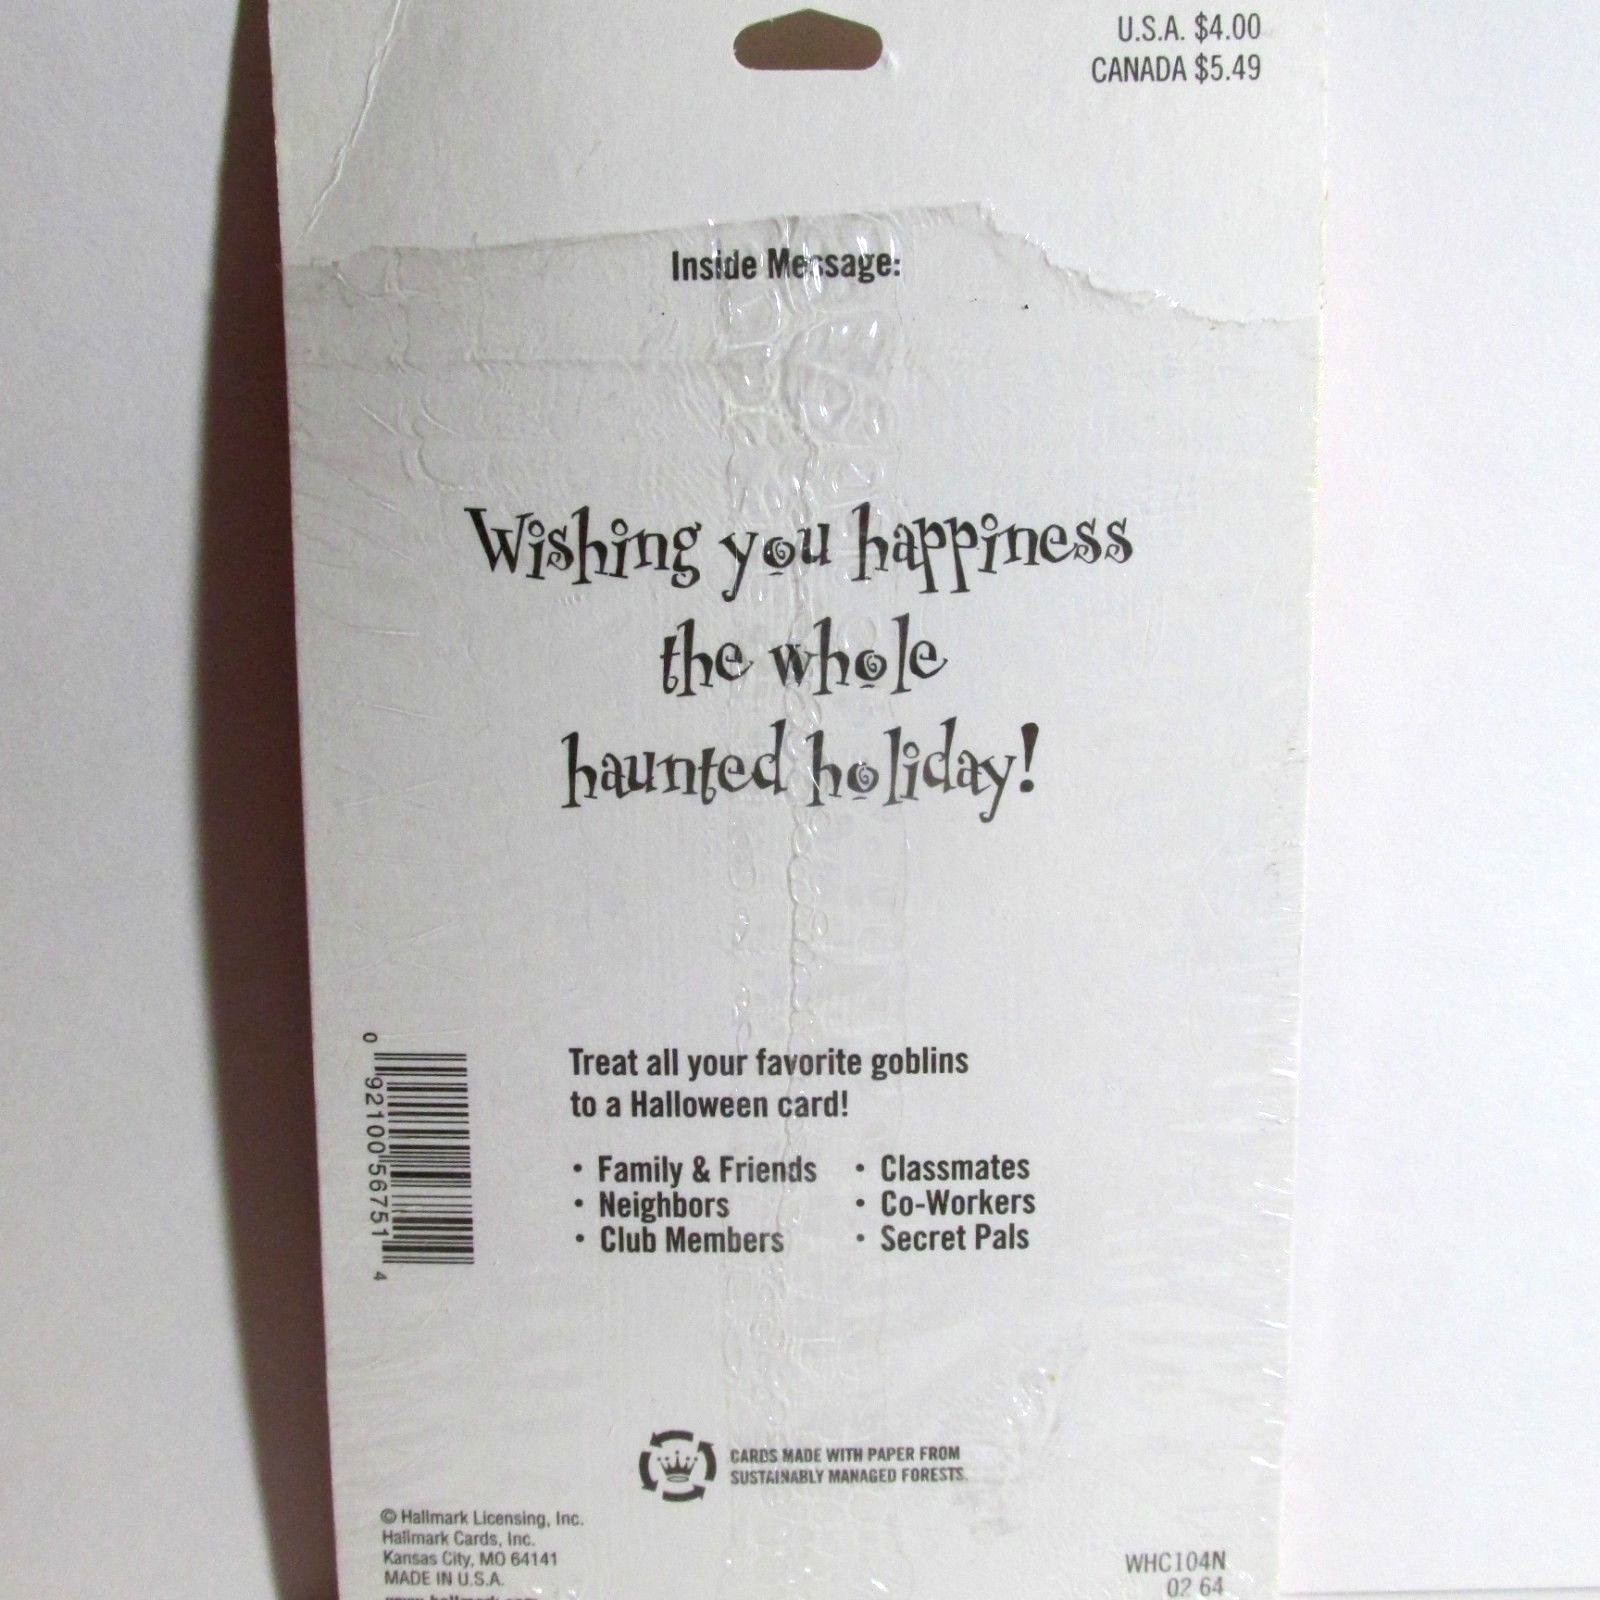 U.S.A. $4.00
CANADA $5.49
Inside Message:
Wishing you happiness
the whole
haunted holiday!
Treat all your favorite goblins
to a Halloween card!
• Family & Friends
• Neighbors
• Club Members
• Classmates
• Co-Workers
• Secret Pals
0 92100 56751 4
CARDS MADE WITH PAPER FROM
SUSTAINABLY MANAGED FORESTS.
© Hallmark Licensing, Inc.
Hallmark Cards, Inc.
Kansas City, MO 64141
MADE IN U.S.A.
WHC104N
02 64